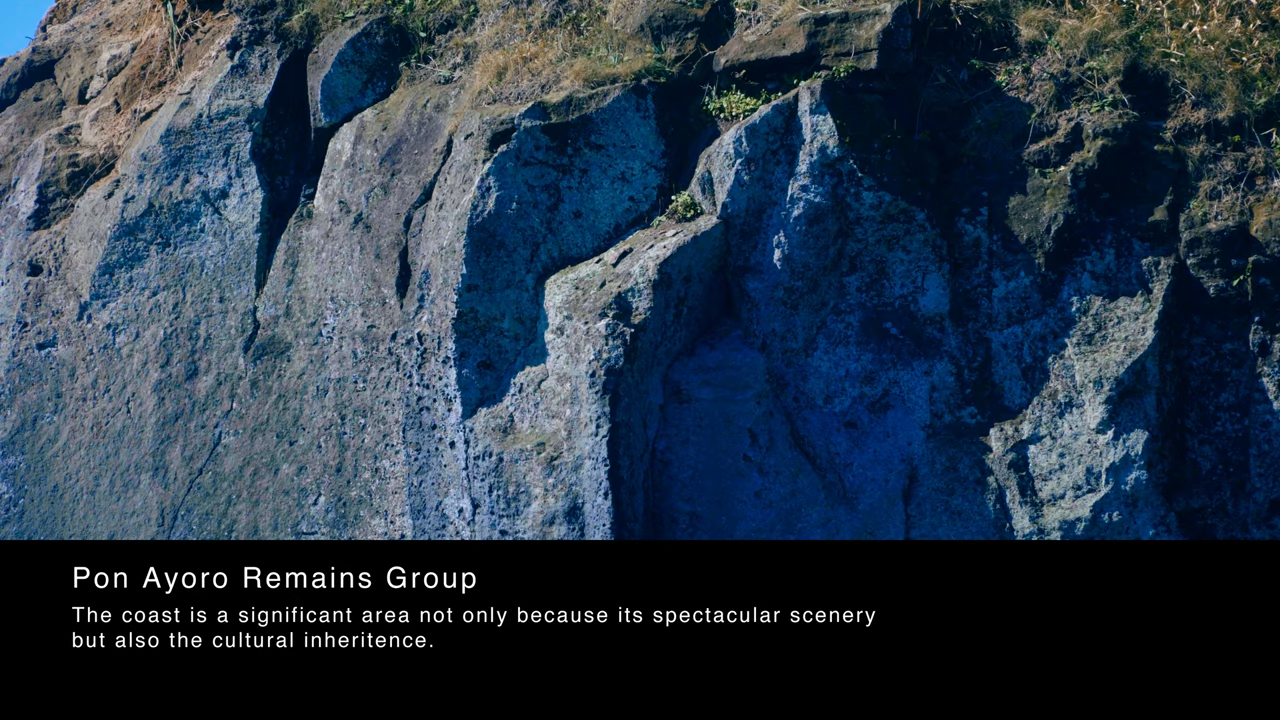 Pon Ayoro Remains Group
The coast is a significant area not only because its spectacular scenery
but also the cultural inheritence.